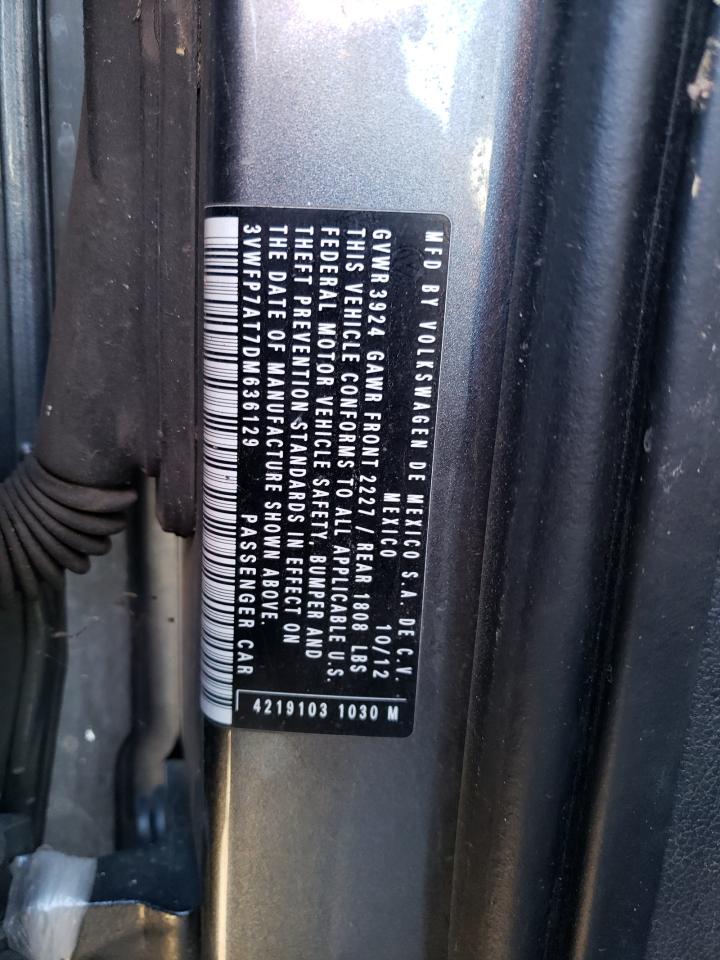 MFD BY VOLKSWAGEN DE MEXICO S.A. DE C.V.
MEXICO 10/12
GVWR 3924 GAWR FRONT 2227 / REAR 1808 LBS
THIS VEHICLE CONFORMS TO ALL APPLICABLE U.S.
FEDERAL MOTOR VEHICLE SAFETY, BUMPER AND
THEFT PREVENTION STANDARDS IN EFFECT ON
THE DATE OF MANUFACTURE SHOWN ABOVE.
3VWFP7AT7DM636129 PASSENGER CAR
4219103 1030 M